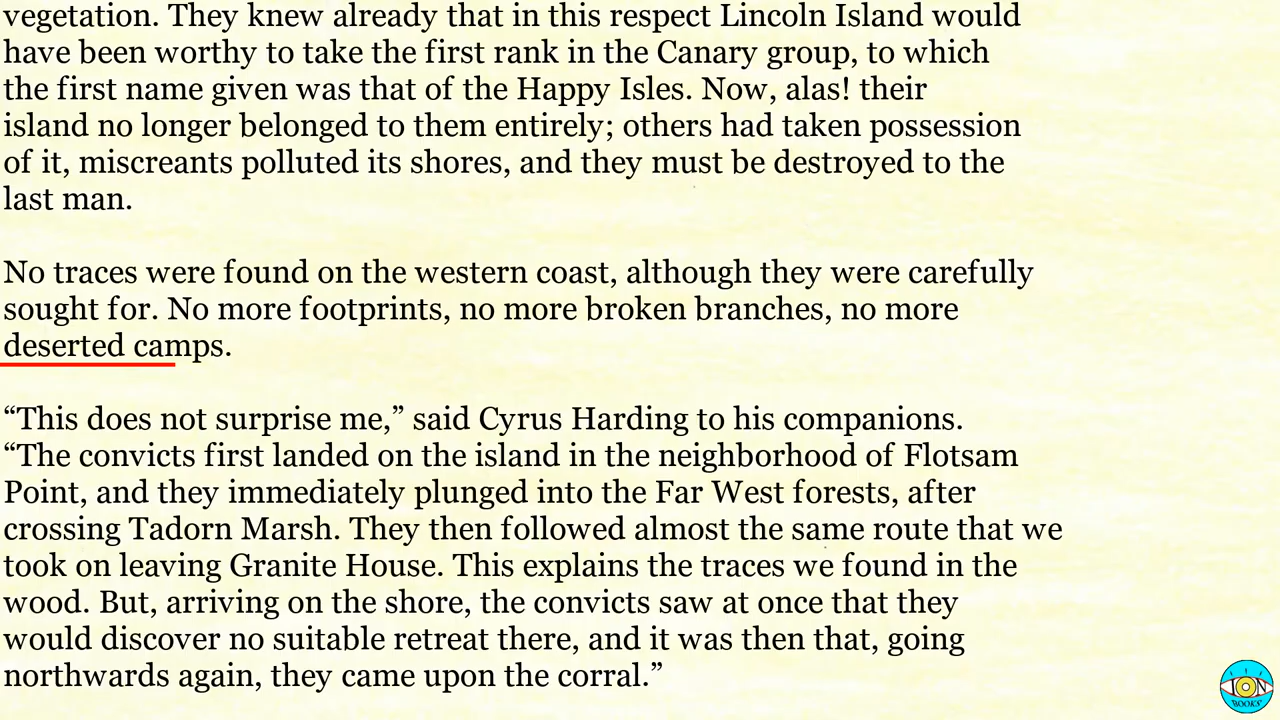 vegetation. They knew already that in this respect Lincoln Island would
have been worthy to take the first rank in the Canary group, to which
the first name given was that of the Happy Isles. Now, alas! their
island no longer belonged to them entirely; others had taken possession
of it, miscreants polluted its shores, and they must be destroyed to the
last man.
No traces were found on the western coast, although they were carefully
sought for. No more footprints, no more broken branches, no more
deserted camps.
“This does not surprise me,” said Cyrus Harding to his companions.
“The convicts first landed on the island in the neighborhood of Flotsam
Point, and they immediately plunged into the Far West forests, after
crossing Tadorn Marsh. They then followed almost the same route that we
took on leaving Granite House. This explains the traces we found in the
wood. But, arriving on the shore, the convicts saw at once that they
would discover no suitable retreat there, and it was then that, going
northwards again, they came upon the corral.”
ION
BOOKS